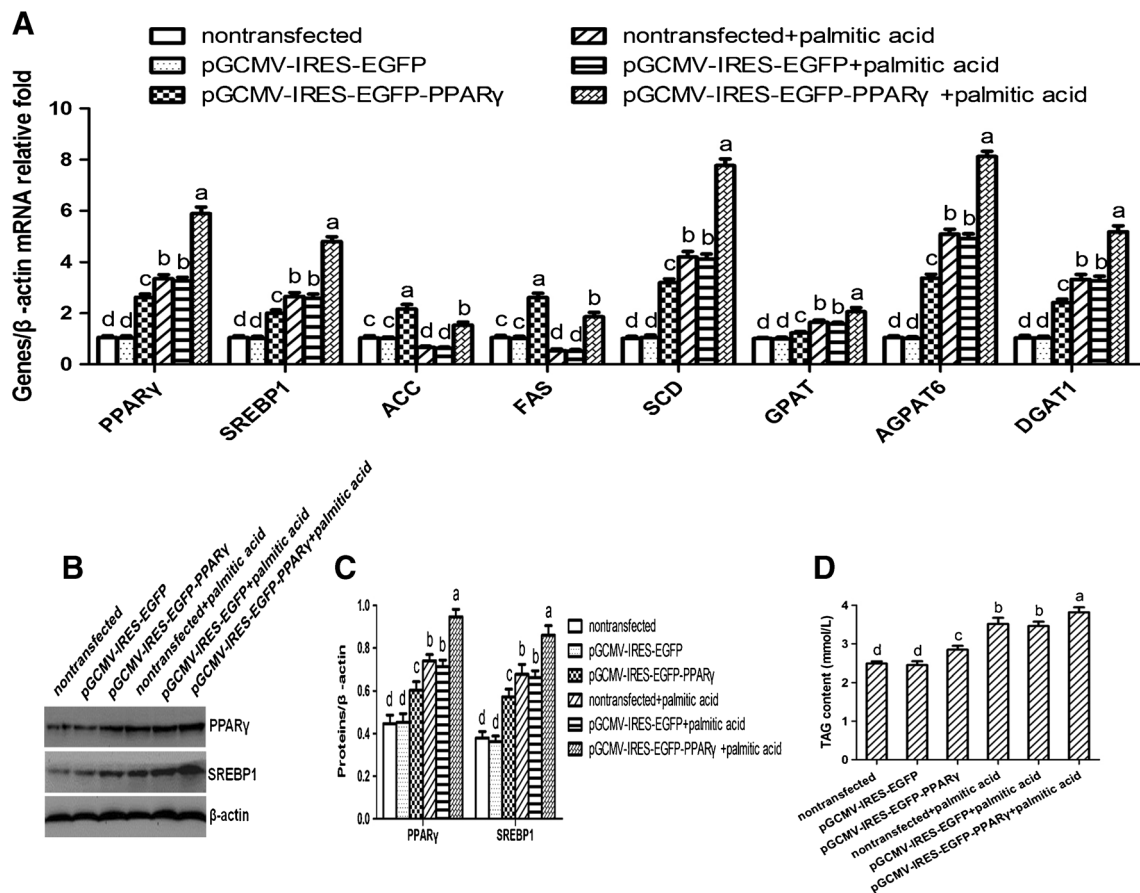 A
nontransfected
pGCMV-IRES-EGFP
pGCMV-IRES-EGFP-PPARγ
nontransfected+palmitic acid
pGCMV-IRES-EGFP+palmitic acid
pGCMV-IRES-EGFP-PPARγ +palmitic acid
Genes/β -actin mRNA relative fold
10
8
6
4
2
0
d d c b b a
d d c b b a
c c a d d b
c c a d d b
d d c b b a
d d c b b a
d d c b b a
d d c b b a
PPARγ
SREBP1
ACC
FAS
SCD
GPAT
AGPAT6
DGAT1
B
nontransfected
pGCMV-IRES-EGFP
pGCMV-IRES-EGFP-PPARγ
nontransfected+palmitic acid
pGCMV-IRES-EGFP+palmitic acid
pGCMV-IRES-EGFP-PPARγ+palmitic acid
PPARγ
SREBP1
β-actin
C
Proteins/β -actin
1.0
0.8
0.6
0.4
0.2
0.0
d d c b b a
d d c b b a
PPARγ
SREBP1
nontransfected
pGCMV-IRES-EGFP
pGCMV-IRES-EGFP-PPARγ
nontransfected+palmitic acid
pGCMV-IRES-EGFP+palmitic acid
pGCMV-IRES-EGFP-PPARγ +palmitic acid
D
TAG content (mmol/L)
4
3
2
1
0
d d c b b a
nontransfected
pGCMV-IRES-EGFP
pGCMV-IRES-EGFP-PPARγ
nontransfected+palmitic acid
pGCMV-IRES-EGFP+palmitic acid
pGCMV-IRES-EGFP-PPARγ+palmitic acid